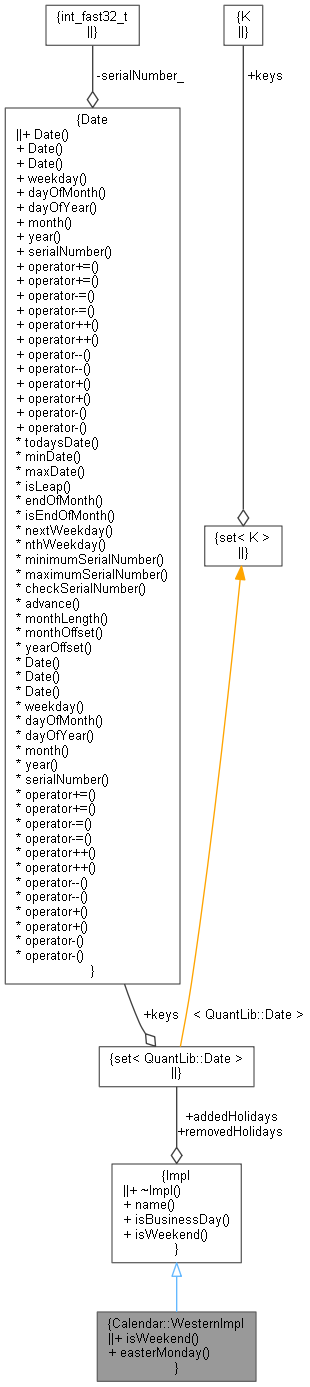 {int_fast32_t
||}
{K
||}
-serialNumber_
+keys
{Date
||+ Date()
+ Date()
+ Date()
+ weekday()
+ dayOfMonth()
+ dayOfYear()
+ month()
+ year()
+ serialNumber()
+ operator+=()
+ operator+=()
+ operator-=()
+ operator-=()
+ operator++()
+ operator++()
+ operator--()
+ operator--()
+ operator+()
+ operator+()
+ operator-()
+ operator-()
* todaysDate()
* minDate()
* maxDate()
* isLeap()
* endOfMonth()
* isEndOfMonth()
* nextWeekday()
* nthWeekday()
* minimumSerialNumber()
* maximumSerialNumber()
* checkSerialNumber()
* advance()
* monthLength()
* monthOffset()
* yearOffset()
* Date()
* Date()
* Date()
* weekday()
* dayOfMonth()
* dayOfYear()
* month()
* year()
* serialNumber()
* operator+=()
* operator+=()
* operator-=()
* operator-=()
* operator++()
* operator++()
* operator--()
* operator--()
* operator+()
* operator+()
* operator-()
* operator-()
}
{set< K >
||}
+keys
< QuantLib::Date >
{set< QuantLib::Date >
||}
+addedHolidays
+removedHolidays
{Impl
||+ ~Impl()
+ name()
+ isBusinessDay()
+ isWeekend()
}
{Calendar::WesternImpl
||+ isWeekend()
+ easterMonday()
}